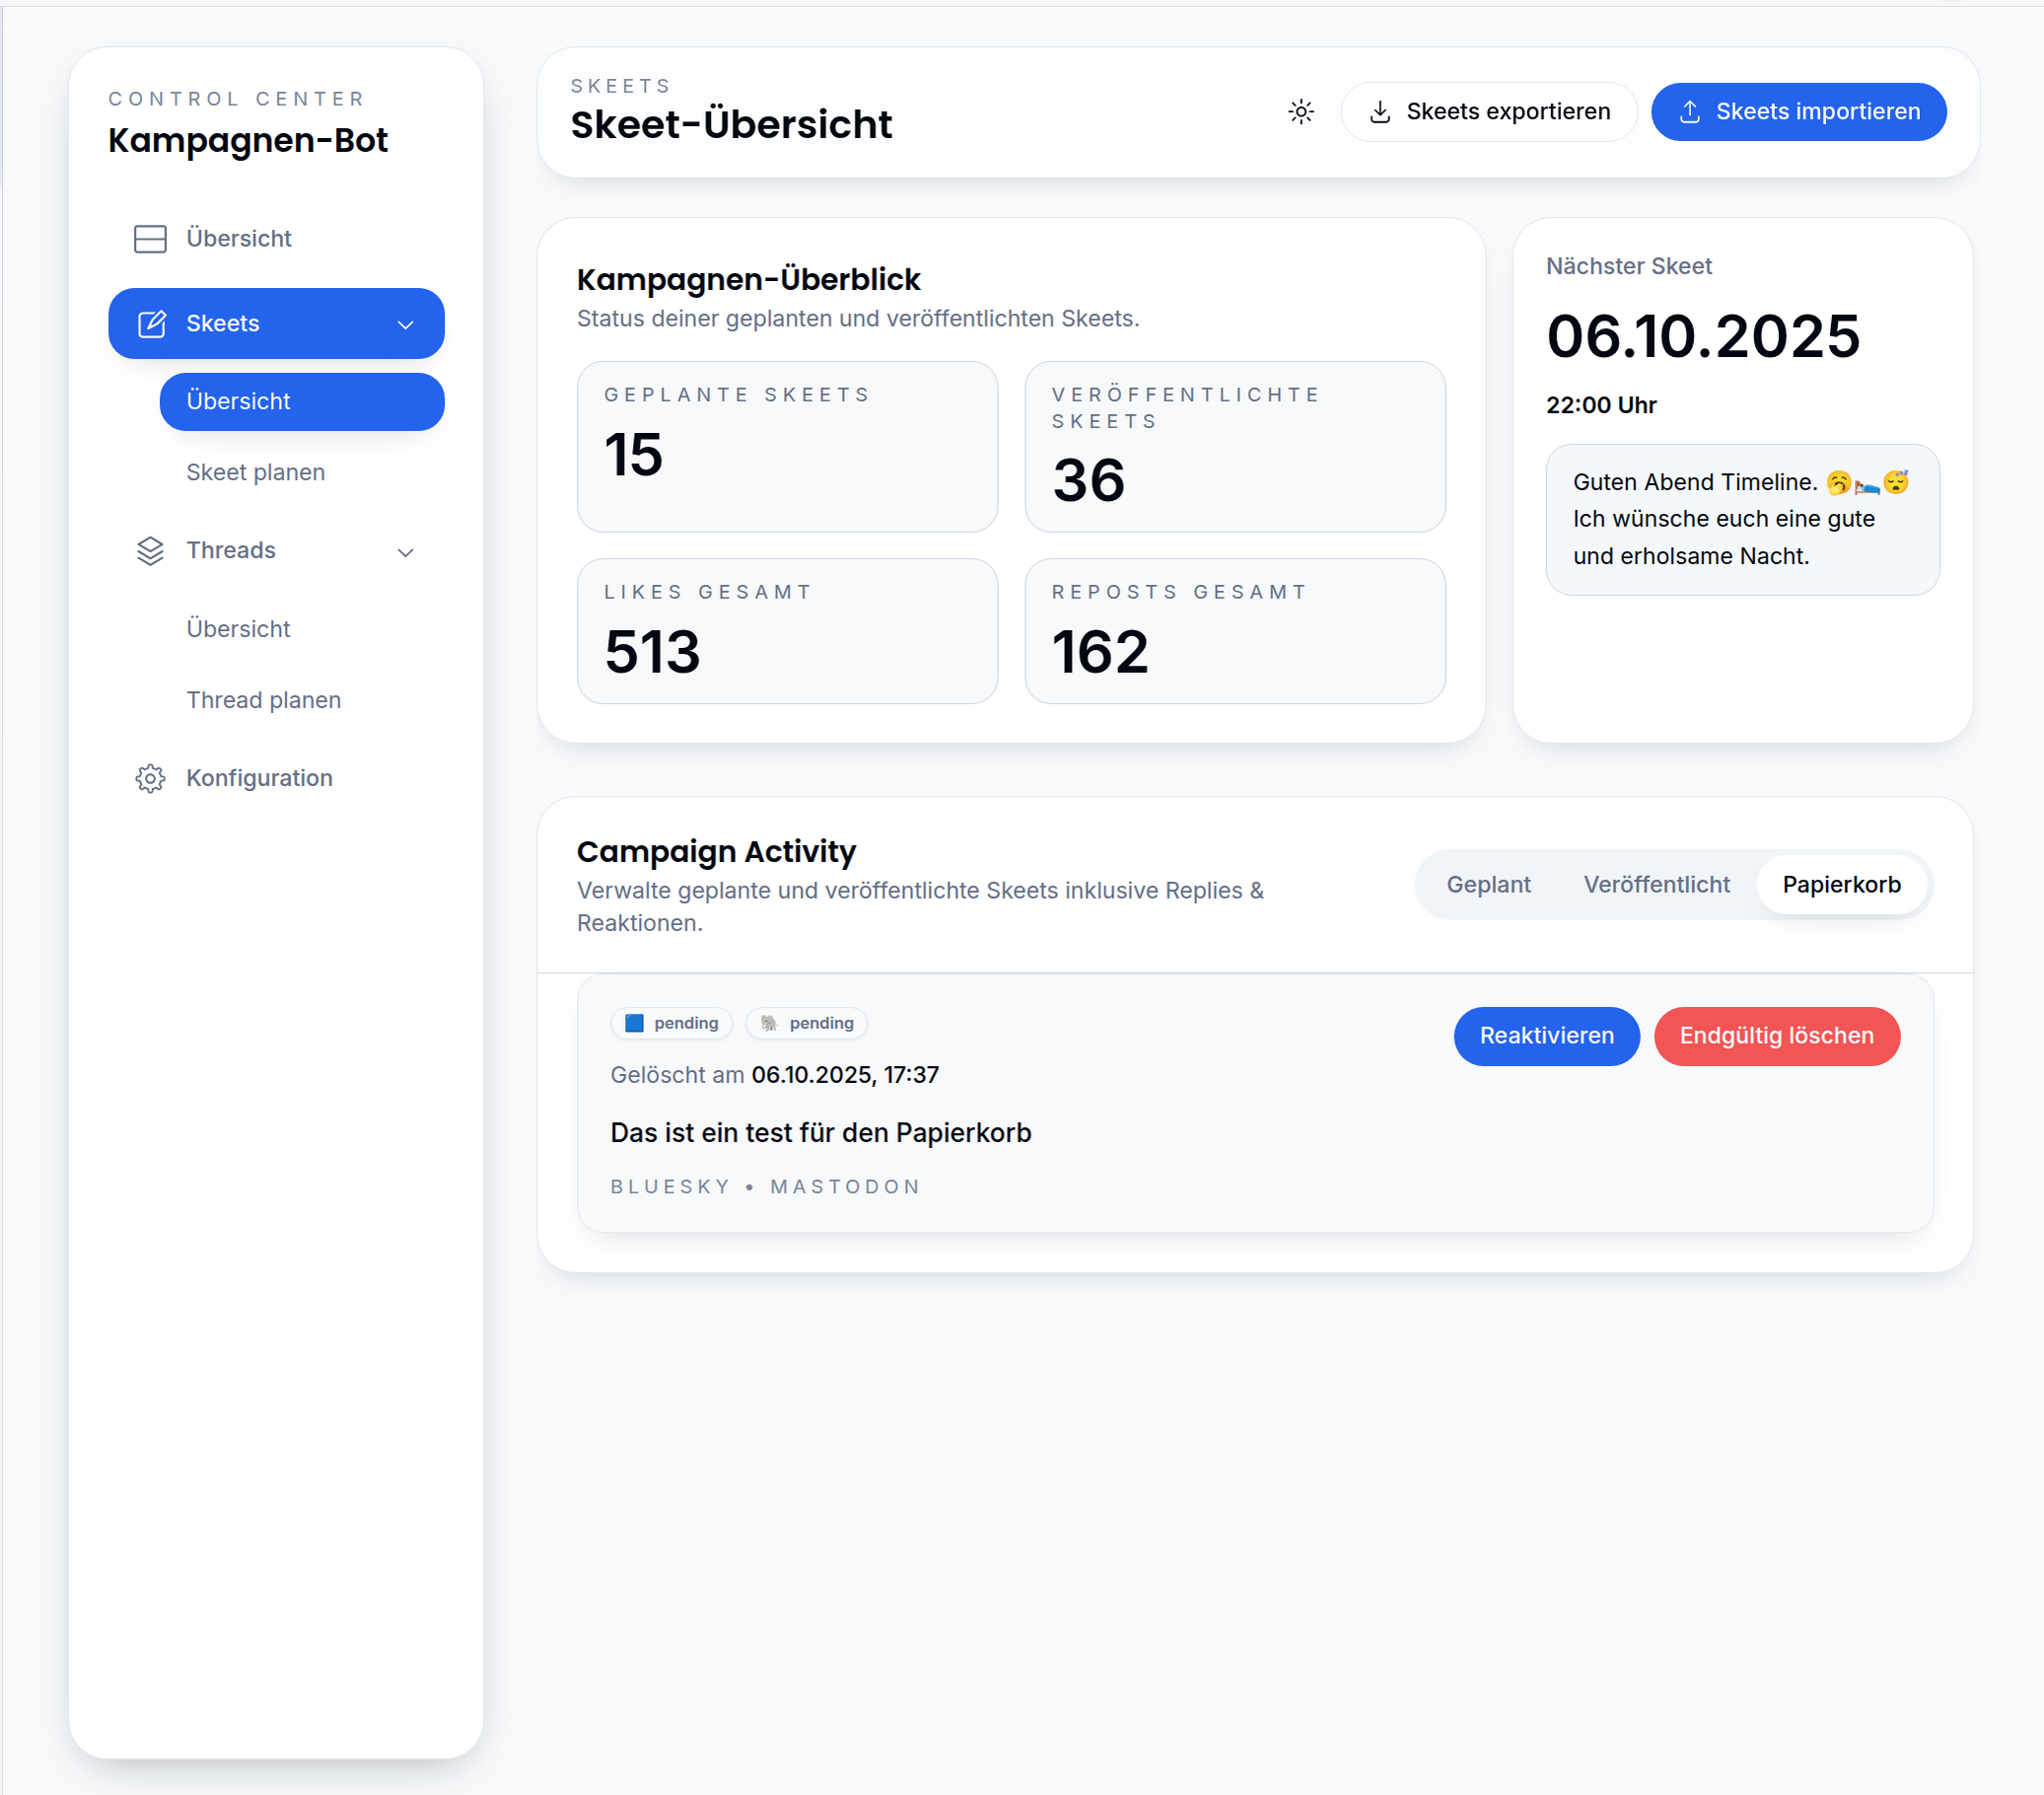 CONTROL CENTER
Kampagnen-Bot
Übersicht
Skeets
Übersicht
Skeet planen
Threads
Übersicht
Thread planen
Konfiguration
SKEETS
Skeet-Übersicht
Skeets exportieren
Skeets importieren
Kampagnen-Überblick
Status deiner geplanten und veröffentlichten Skeets.
GEPLANTE SKEETS
15
VERÖFFENTLICHTE
SKEETS
36
LIKES GESAMT
513
REPOSTS GESAMT
162
Nächster Skeet
06.10.2025
22:00 Uhr
Guten Abend Timeline. 🥱🛌😴
Ich wünsche euch eine gute
und erholsame Nacht.
Campaign Activity
Verwalte geplante und veröffentlichte Skeets inklusive Replies &
Reaktionen.
Geplant
Veröffentlicht
Papierkorb
🟦 pending
🐘 pending
Reaktivieren
Endgültig löschen
Gelöscht am 06.10.2025, 17:37
Das ist ein test für den Papierkorb
BLUESKY • MASTODON